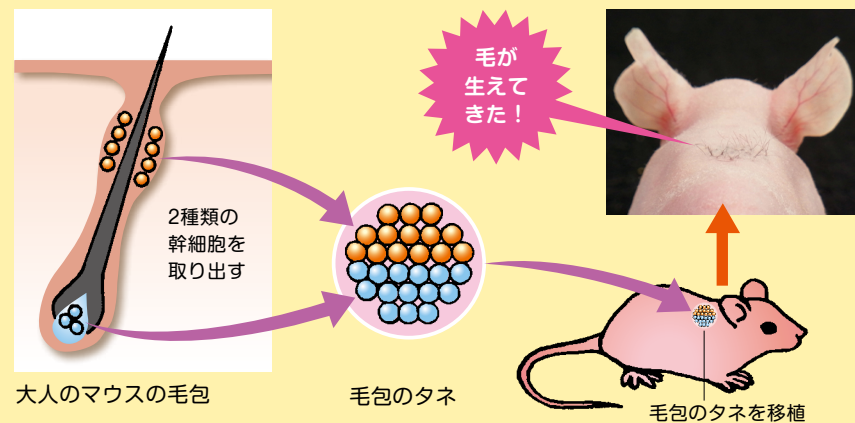 毛が
生えて
きた！
2種類の
幹細胞を
取り出す
大人のマウスの毛包
毛包のタネ
毛包のタネを移植